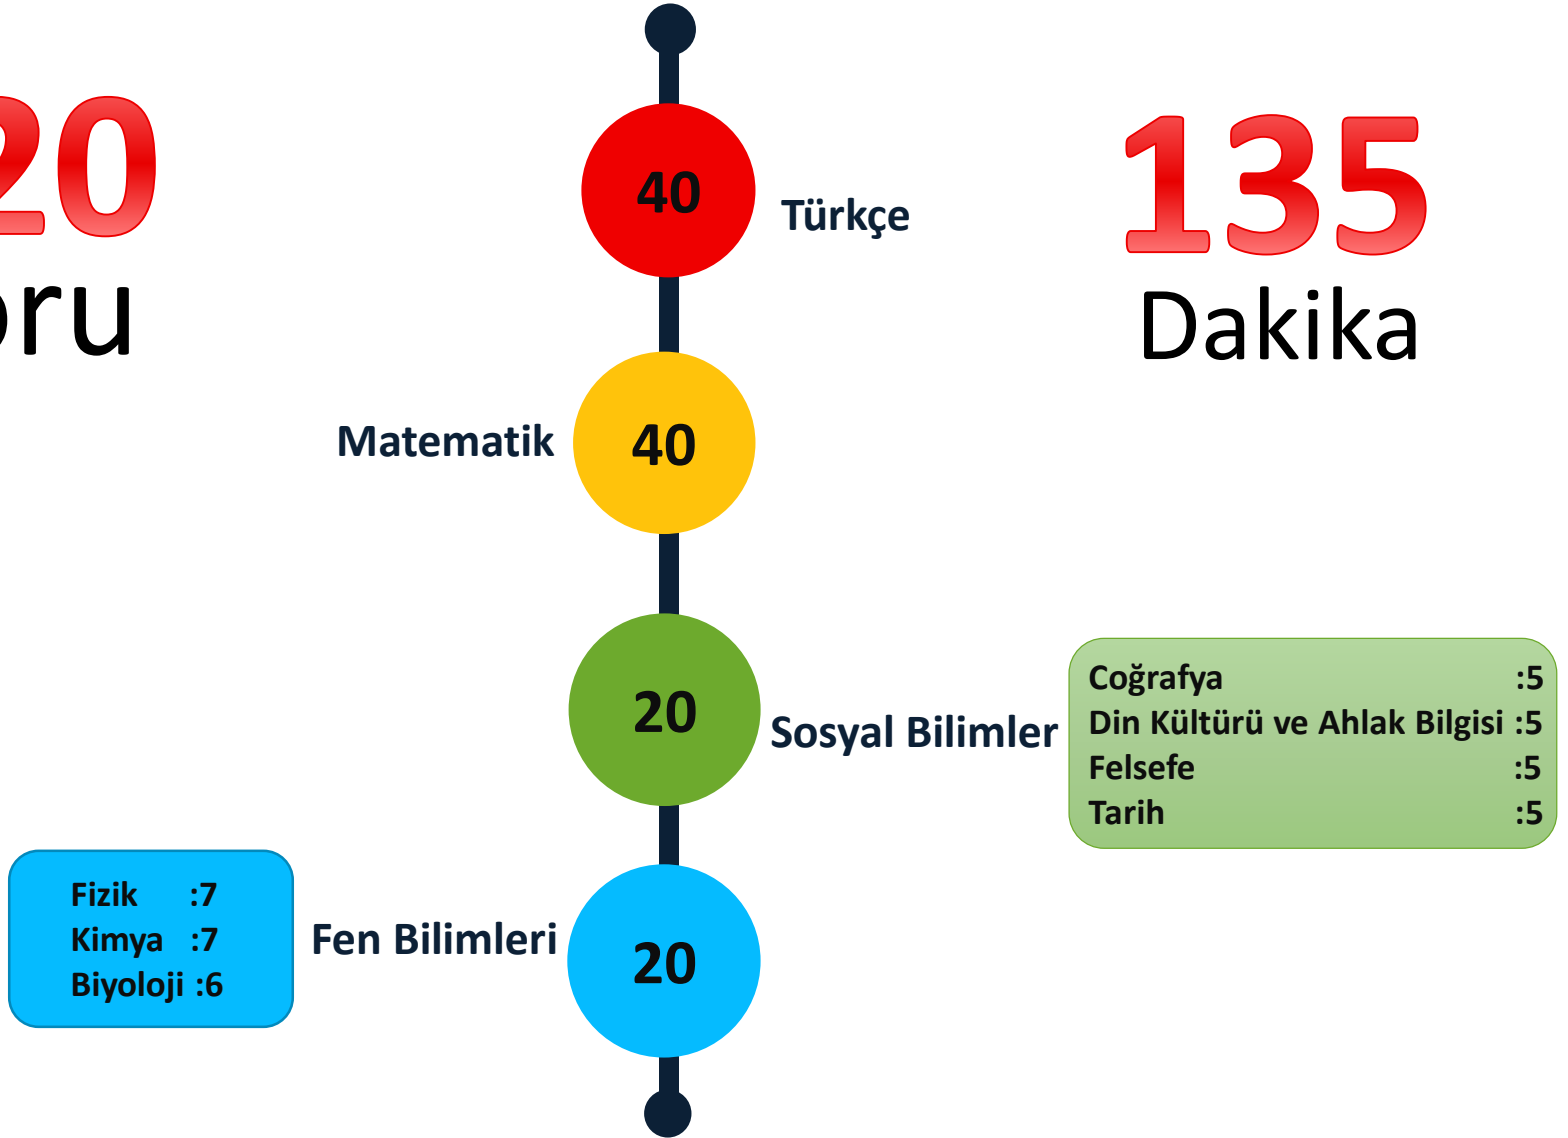 20
oru
40
Türkçe
135
Dakika
Matematik
40
20
Sosyal Bilimler
Coğrafya :5
Din Kültürü ve Ahlak Bilgisi :5
Felsefe :5
Tarih :5
Fizik :7
Kimya :7
Biyoloji :6
Fen Bilimleri
20